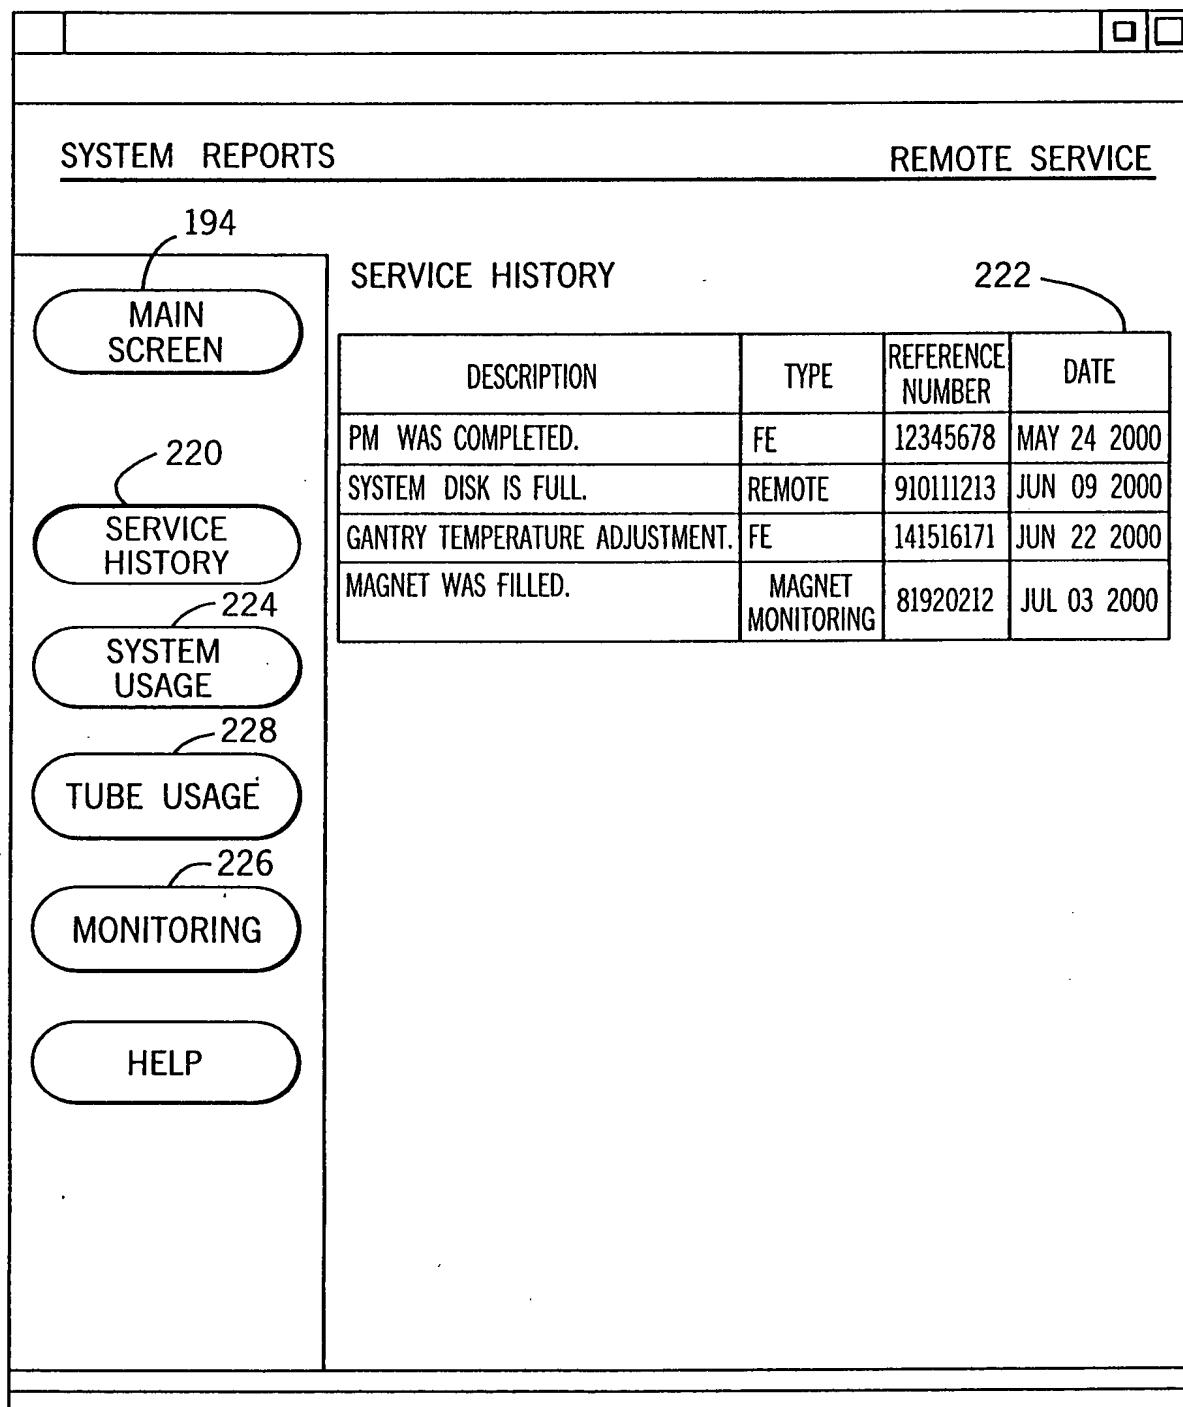 SYSTEM REPORTS
REMOTE SERVICE
194
MAIN
SCREEN
220
SERVICE
HISTORY
224
SYSTEM
USAGE
228
TUBE USAGE
226
MONITORING
HELP
SERVICE HISTORY
222
DESCRIPTION TYPE REFERENCE NUMBER DATE
PM WAS COMPLETED. FE 12345678 MAY 24 2000
SYSTEM DISK IS FULL. REMOTE 910111213 JUN 09 2000
GANTRY TEMPERATURE ADJUSTMENT. FE 141516171 JUN 22 2000
MAGNET WAS FILLED. MAGNET MONITORING 81920212 JUL 03 2000